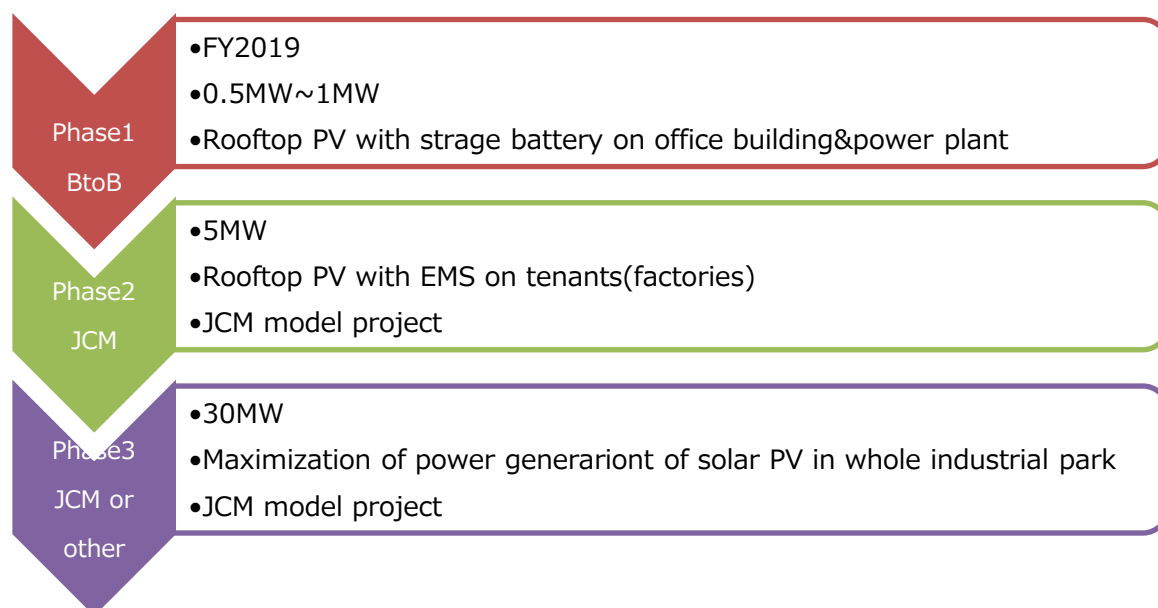 Phase1
BtoB
•FY2019
•0.5MW~1MW
•Rooftop PV with strage battery on office building&power plant
Phase2
JCM
•5MW
•Rooftop PV with EMS on tenants(factories)
•JCM model project
Phase3
JCM or
other
•30MW
•Maximization of power generariont of solar PV in whole industrial park
•JCM model project